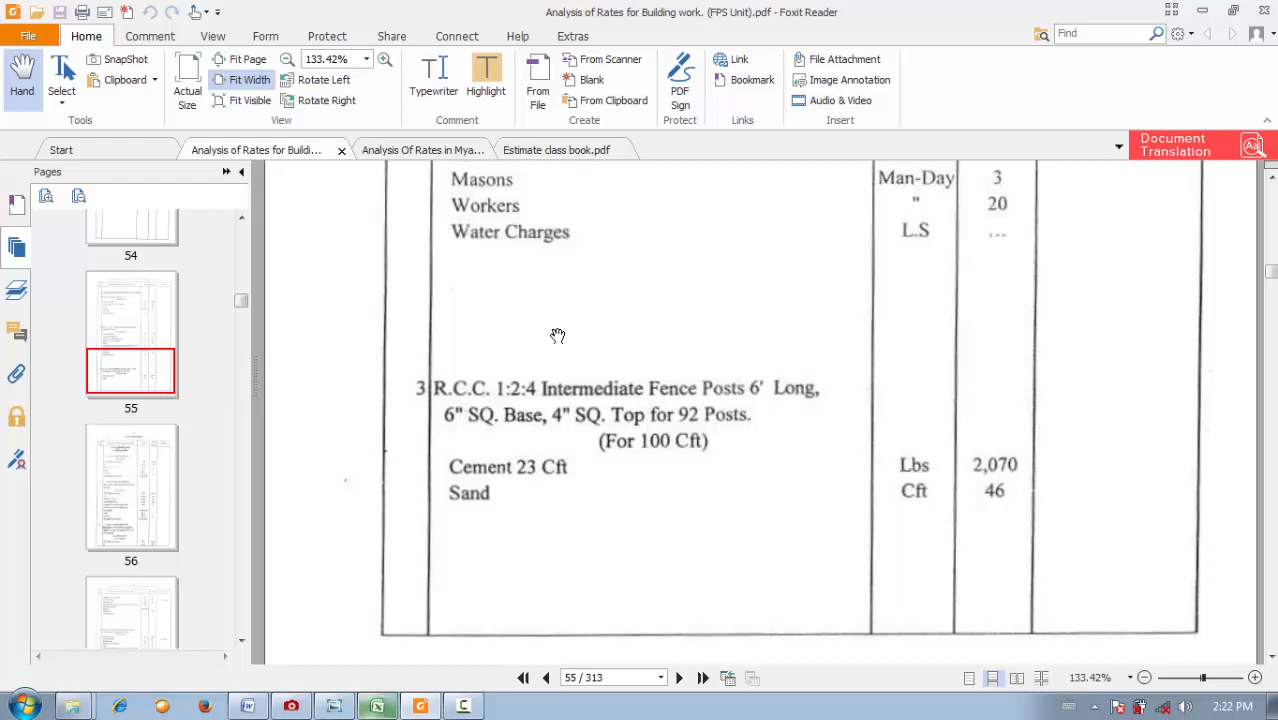 Analysis of Rates for Building work. (FPS Unit).pdf - Foxit Reader
File Home Comment View Form Protect Share Connect Help Extras Find
Hand
Select
SnapShot
Clipboard
Actual Size
Fit Page
Fit Width
Fit Visible
133.42%
Rotate Left
Rotate Right
Typewriter
Highlight
From File
From Scanner
Blank
From Clipboard
PDF Sign
Link
Bookmark
File Attachment
Image Annotation
Audio & Video
Tools View Comment Create Protect Links Insert
Start Analysis of Rates for Buildi... Analysis Of Rates in Ma... Estimate class book.pdf
Document Translation
Pages
54
55
56
Masons Man-Day 3
Workers " 20
Water Charges L.S ...
3 R.C.C. 1:2:4 Intermediate Fence Posts 6' Long,
6" SQ. Base, 4" SQ. Top for 92 Posts.
(For 100 Cft)
Cement 23 Cft Lbs 2,070
Sand Cft 46
55 / 313 133.42%
2:22 PM